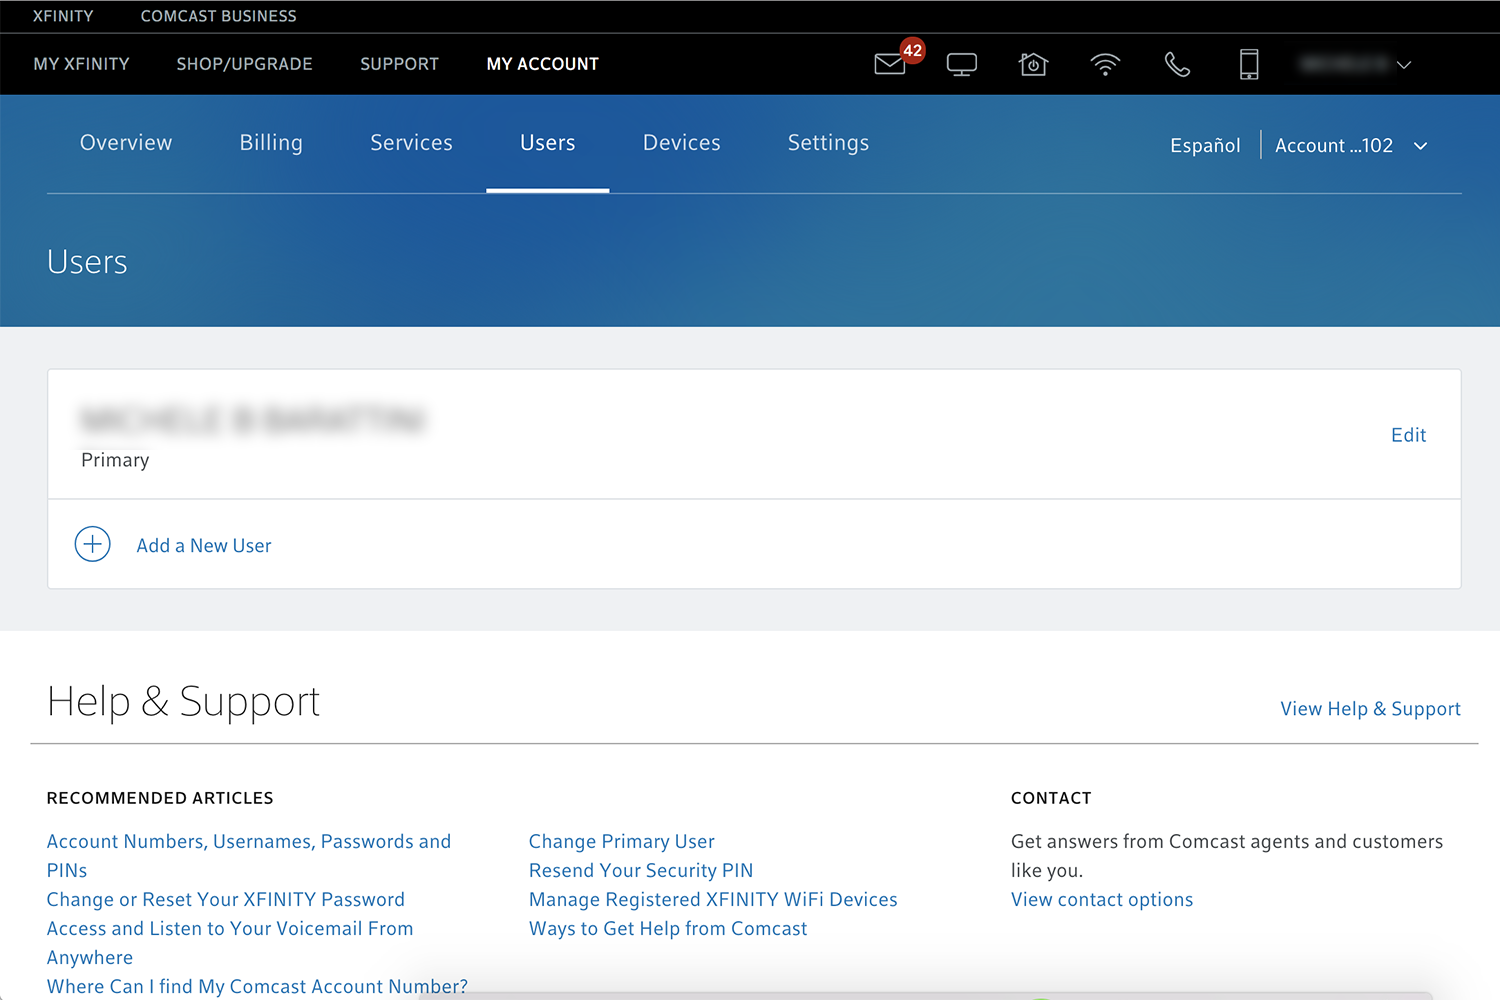 XFINITY COMCAST BUSINESS
MY XFINITY SHOP/UPGRADE SUPPORT MY ACCOUNT 42
Overview Billing Services Users Devices Settings Español Account ...102
Users
Primary
Edit
Add a New User
Help & Support
View Help & Support
RECOMMENDED ARTICLES
Account Numbers, Usernames, Passwords and
PINs
Change or Reset Your XFINITY Password
Access and Listen to Your Voicemail From
Anywhere
Where Can I find My Comcast Account Number?
Change Primary User
Resend Your Security PIN
Manage Registered XFINITY WiFi Devices
Ways to Get Help from Comcast
CONTACT
Get answers from Comcast agents and customers
like you.
View contact options